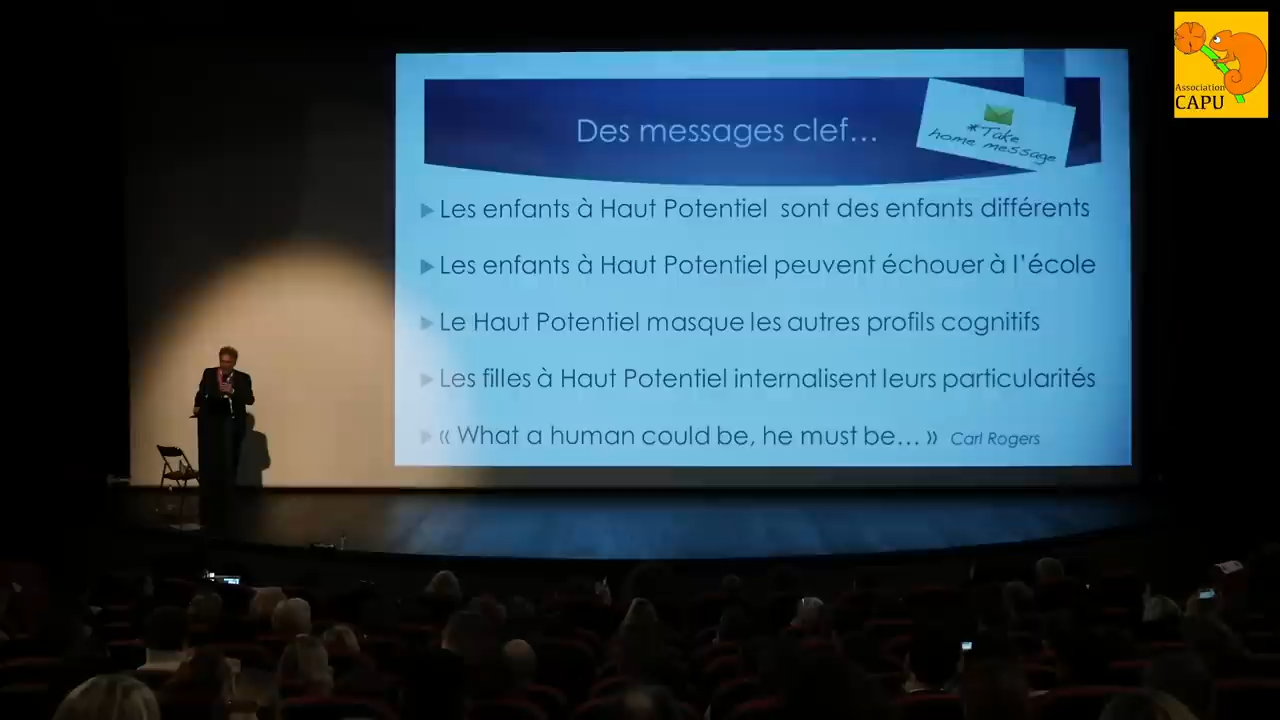 Association
CAPU
Des messages clef...
*Take
home message
Les enfants à Haut Potentiel sont des enfants différents
Les enfants à Haut Potentiel peuvent échouer à l'école
Le Haut Potentiel masque les autres profils cognitifs
Les filles à Haut Potentiel internalisent leurs particularités
« What a human could be, he must be... » Carl Rogers